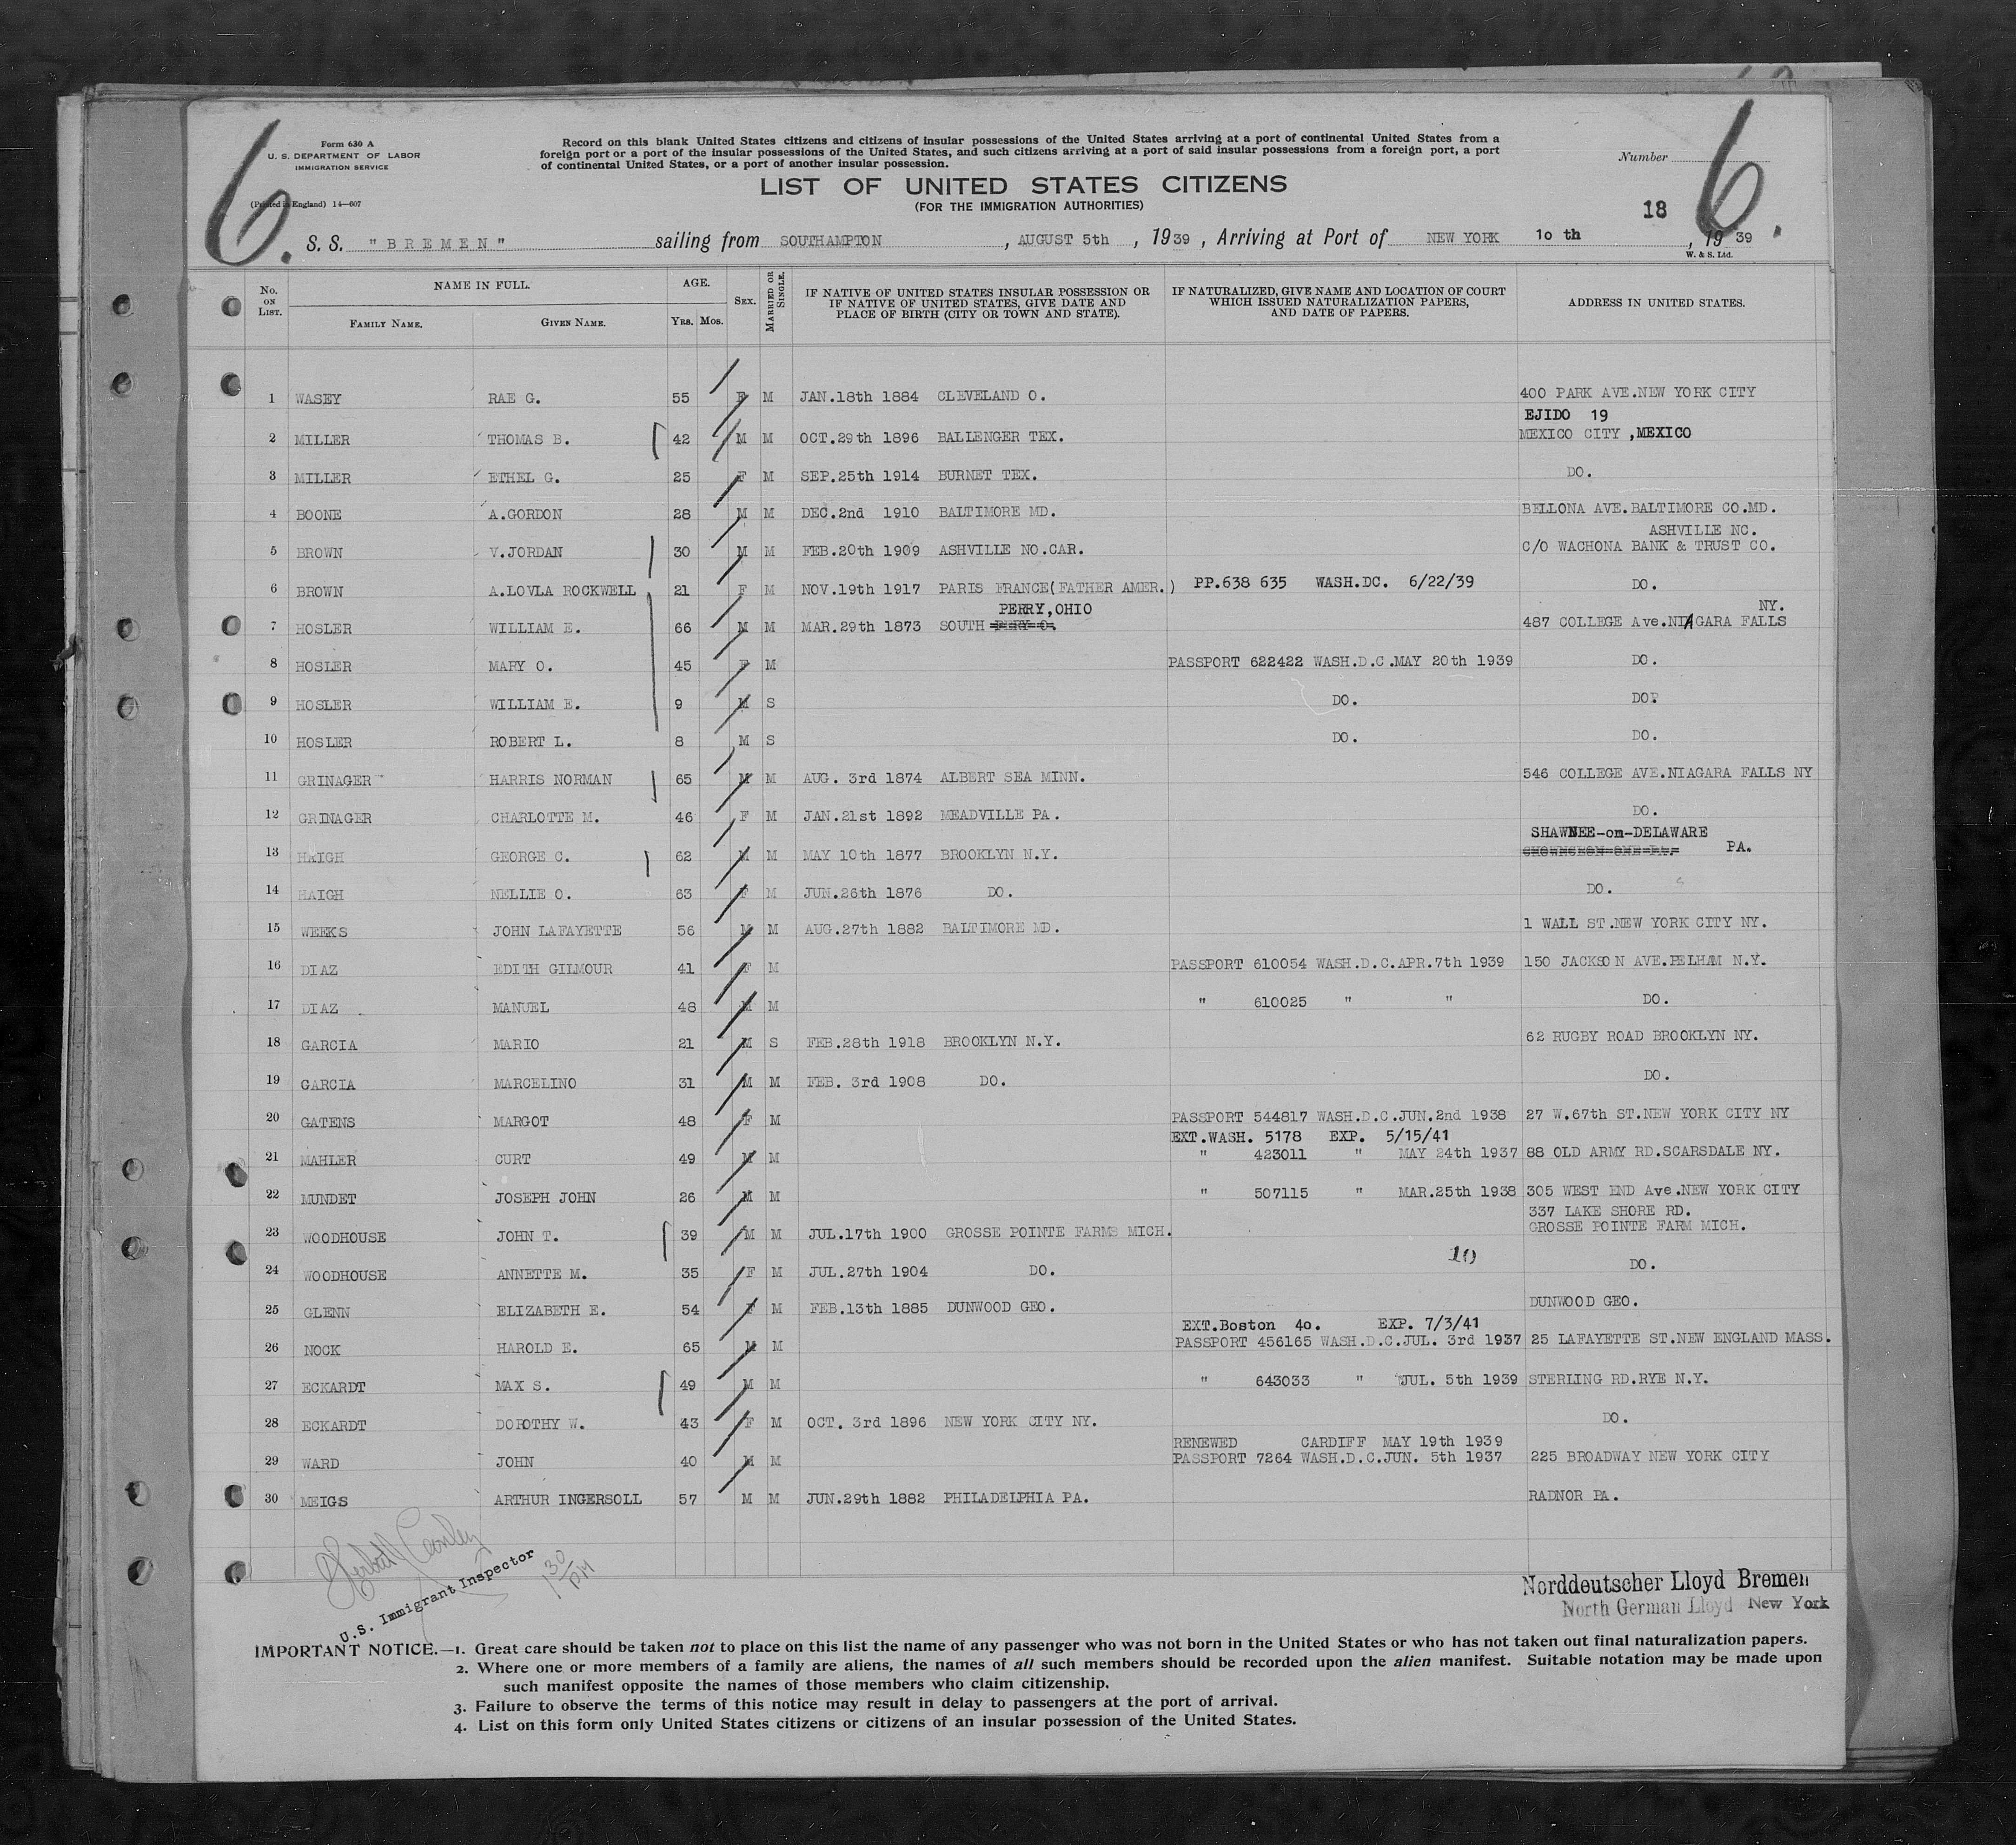 6. 6.
Form 630 A
U. S. DEPARTMENT OF LABOR
IMMIGRATION SERVICE
(Printed in England) 14—607
Record on this blank United States citizens and citizens of insular possessions of the United States arriving at a port of continental United States from a
foreign port or a port of the insular possessions of the United States, and such citizens arriving at a port of said insular possessions from a foreign port, a port
of continental United States, or a port of another insular possession.
Number
LIST OF UNITED STATES CITIZENS
(FOR THE IMMIGRATION AUTHORITIES)
18
S. S. "BREMEN" sailing from SOUTHAMPTON, AUGUST 5th, 1939, Arriving at Port of NEW YORK 10 th, 1939
W. & S. Ltd.
No. ON LIST. NAME IN FULL. FAMILY NAME. GIVEN NAME. AGE. YRS. MOS. SEX. MARRIED OR SINGLE. IF NATIVE OF UNITED STATES INSULAR POSSESSION OR IF NATIVE OF UNITED STATES, GIVE DATE AND PLACE OF BIRTH (CITY OR TOWN AND STATE). IF NATURALIZED, GIVE NAME AND LOCATION OF COURT WHICH ISSUED NATURALIZATION PAPERS, AND DATE OF PAPERS. ADDRESS IN UNITED STATES.
1 WASEY RAE G. 55 F M JAN.18th 1884 CLEVELAND O. 400 PARK AVE.NEW YORK CITY
EJIDO 19
2 MILLER THOMAS B. 42 M M OCT.29th 1896 BALLENGER TEX. MEXICO CITY ,MEXICO
3 MILLER ETHEL G. 25 F M SEP.25th 1914 BURNET TEX. DO.
4 BOONE A.GORDON 28 M M DEC.2nd 1910 BALTIMORE MD. BELLONA AVE.BALTIMORE CO.MD.
ASHVILLE NC.
5 BROWN V.JORDAN 30 M M FEB.20th 1909 ASHVILLE NO.CAR. C/O WACHONA BANK & TRUST CO.
6 BROWN A.LOVLA ROCKWELL 21 F M NOV.19th 1917 PARIS FRANCE(FATHER AMER.) PP.638 635 WASH.DC. 6/22/39 DO.
PERRY,OHIO NY.
7 HOSLER WILLIAM E. 66 M M MAR.29th 1873 SOUTH 487 COLLEGE Ave.NIAGARA FALLS
8 HOSLER MARY O. 45 F M PASSPORT 622422 WASH.D.C.MAY 20th 1939 DO.
9 HOSLER WILLIAM E. 9 M S DO. DO.
10 HOSLER ROBERT L. 8 M S DO. DO.
11 GRINAGER HARRIS NORMAN 65 M M AUG. 3rd 1874 ALBERT SEA MINN. 546 COLLEGE AVE.NIAGARA FALLS NY
12 GRINAGER CHARLOTTE M. 46 F M JAN.21st 1892 MEADVILLE PA. DO.
SHAWNEE-on-DELAWARE
13 HAIGH GEORGE C. 62 M M MAY 10th 1877 BROOKLYN N.Y. PA.
14 HAIGH NELLIE O. 63 F M JUN.26th 1876 DO. DO.
15 WEEKS JOHN LAFAYETTE 56 M M AUG.27th 1882 BALTIMORE MD. 1 WALL ST.NEW YORK CITY NY.
16 DIAZ EDITH GILMOUR 41 F M PASSPORT 610054 WASH.D.C.APR.7th 1939 150 JACKSON AVE.PELHAM N.Y.
17 DIAZ MANUEL 48 M M " 610025 " " DO.
18 GARCIA MARIO 21 M S FEB.28th 1918 BROOKLYN N.Y. 62 RUGBY ROAD BROOKLYN NY.
19 GARCIA MARCELINO 31 M M FEB. 3rd 1908 DO. DO.
20 GATENS MARGOT 48 F M PASSPORT 544817 WASH.D.C.JUN.2nd 1938 27 W.67th ST.NEW YORK CITY NY
EXT.WASH. 5178 EXP. 5/15/41
21 MAHLER CURT 49 M M " 423011 " MAY 24th 1937 88 OLD ARMY RD.SCARSDALE NY.
22 MUNDET JOSEPH JOHN 26 M M " 507115 " MAR.25th 1938 305 WEST END Ave.NEW YORK CITY
337 LAKE SHORE RD.
23 WOODHOUSE JOHN T. 39 M M JUL.17th 1900 GROSSE POINTE FARMS MICH. GROSSE POINTE FARM MICH.
10
24 WOODHOUSE ANNETTE M. 35 F M JUL.27th 1904 DO. DO.
25 GLENN ELIZABETH E. 54 F M FEB.13th 1885 DUNWOOD GEO. DUNWOOD GEO.
EXT.Boston 40. EXP. 7/3/41
26 NOCK HAROLD E. 65 M M PASSPORT 456165 WASH.D.C.JUL. 3rd 1937 25 LAFAYETTE ST.NEW ENGLAND MASS.
27 ECKARDT MAX S. 49 M M " 643033 " JUL. 5th 1939 STERLING RD.RYE N.Y.
28 ECKARDT DOROTHY W. 43 F M OCT. 3rd 1896 NEW YORK CITY NY. DO.
RENEWED CARDIFF MAY 19th 1939
29 WARD JOHN 40 M M PASSPORT 7264 WASH.D.C.JUN. 5th 1937 225 BROADWAY NEW YORK CITY
30 MEIGS ARTHUR INGERSOLL 57 M M JUN.29th 1882 PHILADELPHIA PA. RADNOR PA.
U.S. Immigrant Inspector
1 30/PM
Norddeutscher Lloyd Bremen
North German Lloyd New York
IMPORTANT NOTICE.—1. Great care should be taken not to place on this list the name of any passenger who was not born in the United States or who has not taken out final naturalization papers.
2. Where one or more members of a family are aliens, the names of all such members should be recorded upon the alien manifest. Suitable notation may be made upon
such manifest opposite the names of those members who claim citizenship.
3. Failure to observe the terms of this notice may result in delay to passengers at the port of arrival.
4. List on this form only United States citizens or citizens of an insular possession of the United States.